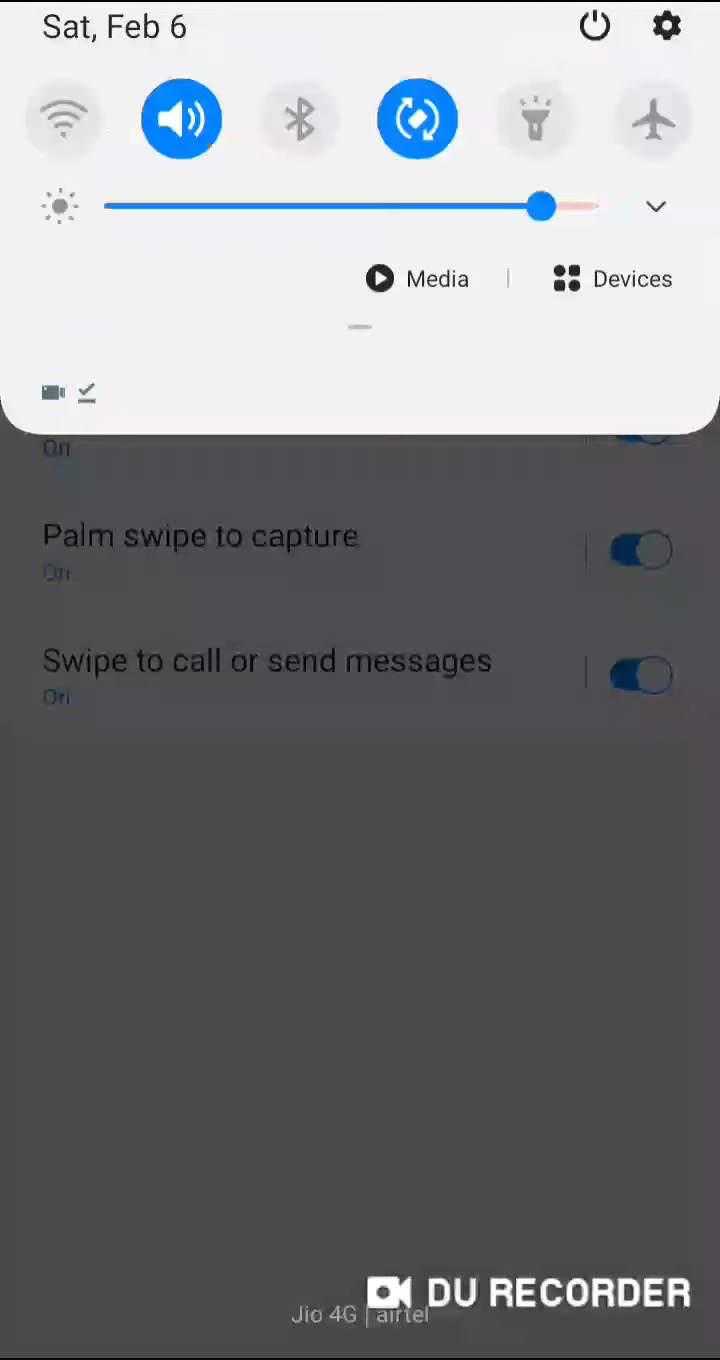 Sat, Feb 6
Media | Devices
On
Palm swipe to capture
On
Swipe to call or send messages
On
DU RECORDER
Jio 4G | airtel